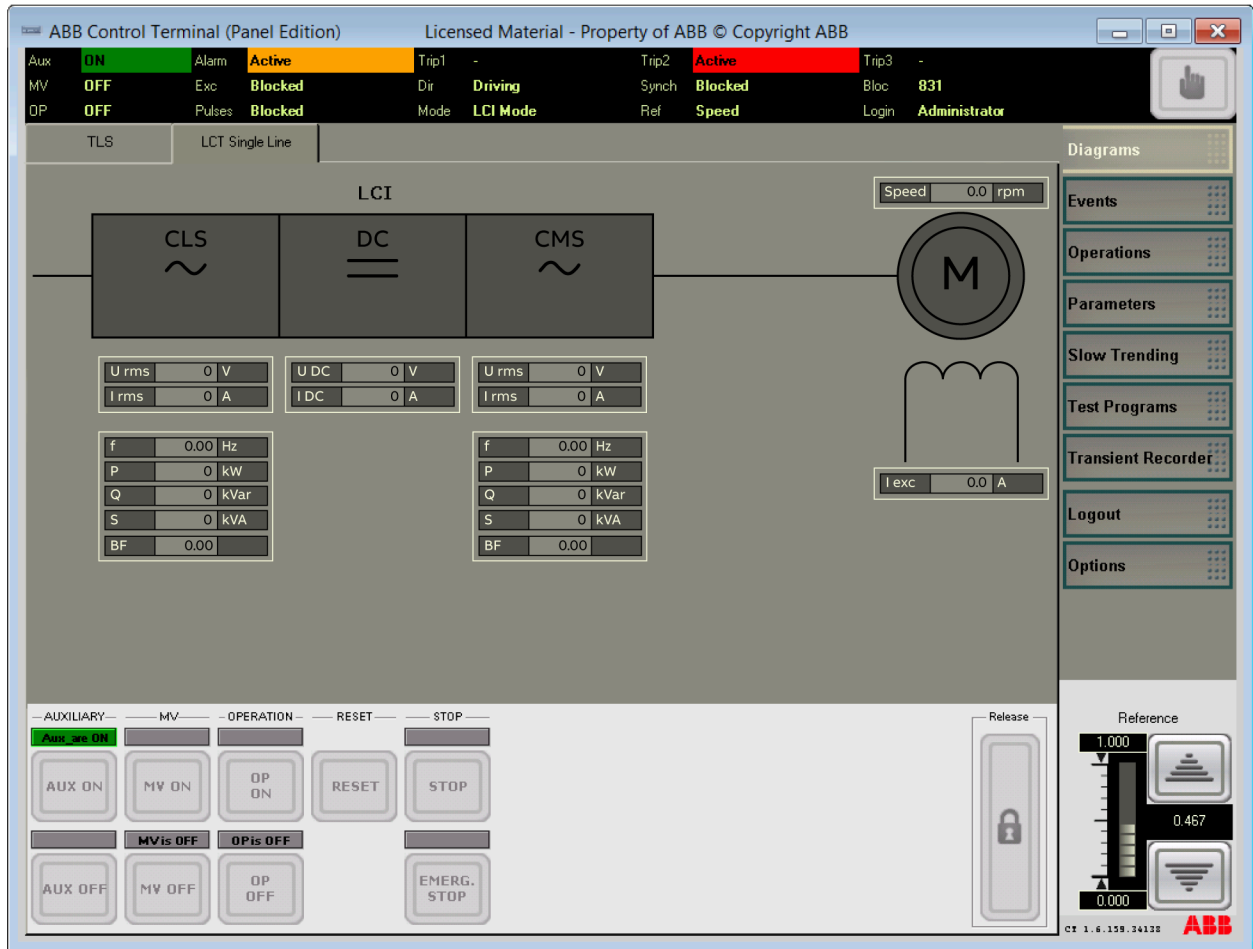 ABB Control Terminal (Panel Edition) Licensed Material - Property of ABB © Copyright ABB
Aux ON Alarm Active Trip1 - Trip2 Active Trip3 -
MV OFF Exc Blocked Dir Driving Synch Blocked Bloc 831
OP OFF Pulses Blocked Mode LCI Mode Ref Speed Login Administrator
TLS LCT Single Line
Diagrams
Events
Operations
Parameters
Slow Trending
Test Programs
Transient Recorder
Logout
Options
LCI
Speed 0.0 rpm
CLS DC CMS
M
U rms 0 V U DC 0 V U rms 0 V
I rms 0 A I DC 0 A I rms 0 A
f 0.00 Hz f 0.00 Hz
P 0 kW P 0 kW
Q 0 kVar Q 0 kVar
S 0 kVA S 0 kVA
BF 0.00 BF 0.00
I exc 0.0 A
AUXILIARY MV OPERATION RESET STOP Release
Aux_are ON
AUX ON MV ON OP ON RESET STOP
MV is OFF OP is OFF
AUX OFF MV OFF OP OFF EMERG. STOP
Reference
1.000
0.467
0.000
CT 1.6.159.34138 ABB